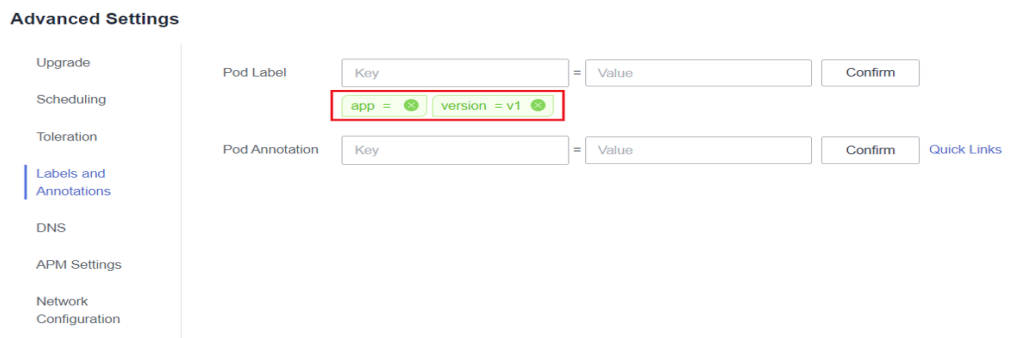 Advanced Settings
Upgrade
Scheduling
Toleration
Labels and
Annotations
DNS
APM Settings
Network
Configuration
Pod Label Key = Value Confirm
app = version = v1
Pod Annotation Key = Value Confirm Quick Links